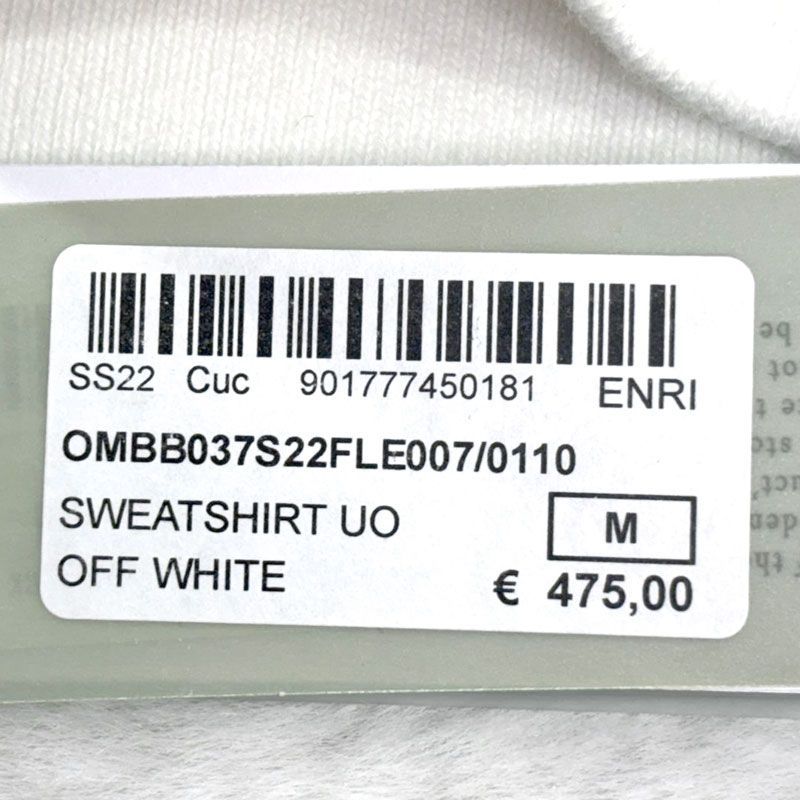 SS22 Cuc 901777450181 ENRI
OMBB037S22FLE007/0110
SWEATSHIRT UO
M
OFF WHITE
€ 475,00